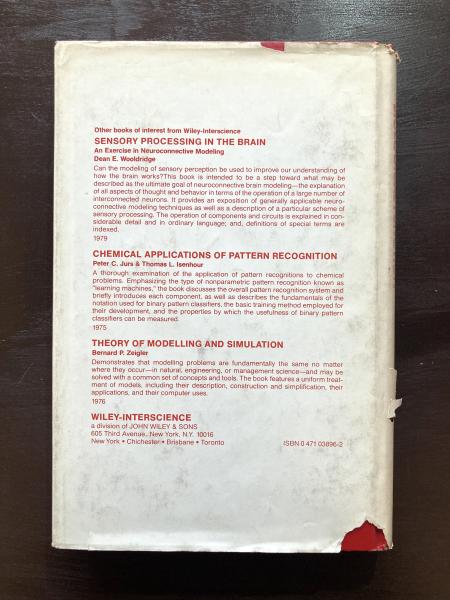 Other books of interest from Wiley-Interscience
SENSORY PROCESSING IN THE BRAIN
An Exercise in Neuroconnective Modeling
Dean E. Wooldridge
Can the modeling of sensory perception be used to improve our understanding of
how the brain works?This book is intended to be a step toward what may be
described as the ultimate goal of neuroconnective brain modeling—the explanation
of all aspects of thought and behavior in terms of the operation of a large number of
interconnected neurons. It provides an exposition of generally applicable neuro-
connective modeling techniques as well as a description of a particular scheme of
sensory processing. The operation of components and circuits is explained in con-
siderable detail and in ordinary language; and, definitions of special terms are
indexed.
1979
CHEMICAL APPLICATIONS OF PATTERN RECOGNITION
Peter C. Jurs & Thomas L. Isenhour
A thorough examination of the application of pattern recognitions to chemical
problems. Emphasizing the type of nonparametric pattern recognition known as
"learning machines," the book discusses the overall pattern recognition system and
briefly introduces each component, as well as describes the fundamentals of the
notation used for binary pattern classifiers, the basic training method employed for
their development, and the properties by which the usefulness of binary pattern
classifiers can be measured.
1975
THEORY OF MODELLING AND SIMULATION
Bernard P. Zeigler
Demonstrates that modelling problems are fundamentally the same no matter
where they occur—in natural, engineering, or management science—and may be
solved with a common set of concepts and tools. The book features a uniform treat-
ment of models, including their description, construction and simplification, their
applications, and their computer uses.
1976
WILEY-INTERSCIENCE
a division of JOHN WILEY & SONS
605 Third Avenue, New York, N.Y. 10016
New York • Chichester • Brisbane • Toronto
ISBN 0 471 03896-2